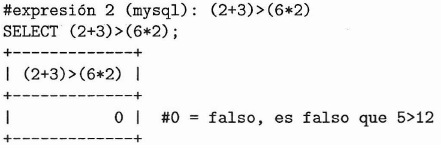 #expresión 2 (mysql): (2+3)>(6*2)
SELECT (2+3)>(6*2);
+-------------+
| (2+3)>(6*2) |
+-------------+
|           0 |  #0 = falso, es falso que 5>12
+-------------+